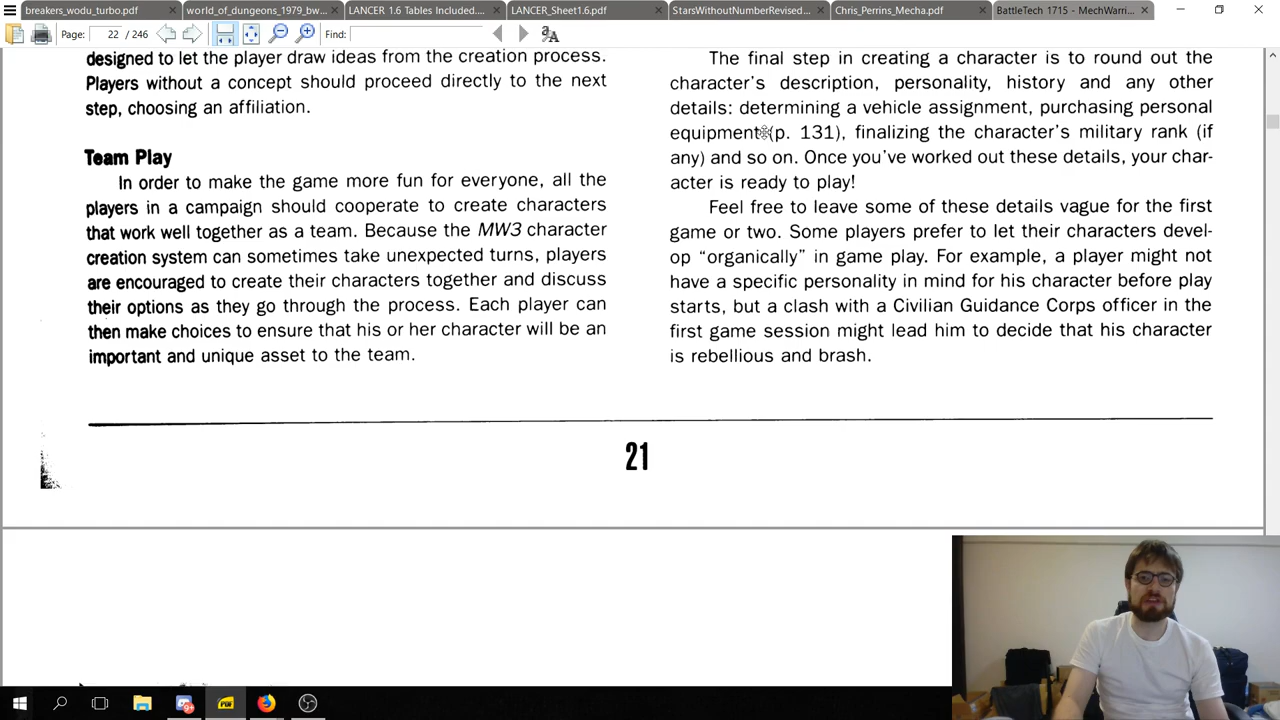 breakers_wodu_turbo.pdf
world_of_dungeons_1979_bw...
LANCER 1.6 Tables Included....
LANCER_Sheet1.6.pdf
StarsWithoutNumberRevised...
Chris_Perrins_Mecha.pdf
BattleTech 1715 - MechWarri...
Page: 22 / 246
Find:
designed to let the player draw ideas from the creation process.
Players without a concept should proceed directly to the next
step, choosing an affiliation.
Team Play
In order to make the game more fun for everyone, all the
players in a campaign should cooperate to create characters
that work well together as a team. Because the MW3 character
creation system can sometimes take unexpected turns, players
are encouraged to create their characters together and discuss
their options as they go through the process. Each player can
then make choices to ensure that his or her character will be an
important and unique asset to the team.
The final step in creating a character is to round out the
character's description, personality, history and any other
details: determining a vehicle assignment, purchasing personal
equipment (p. 131), finalizing the character's military rank (if
any) and so on. Once you've worked out these details, your char-
acter is ready to play!
Feel free to leave some of these details vague for the first
game or two. Some players prefer to let their characters devel-
op "organically" in game play. For example, a player might not
have a specific personality in mind for his character before play
starts, but a clash with a Civilian Guidance Corps officer in the
first game session might lead him to decide that his character
is rebellious and brash.
21